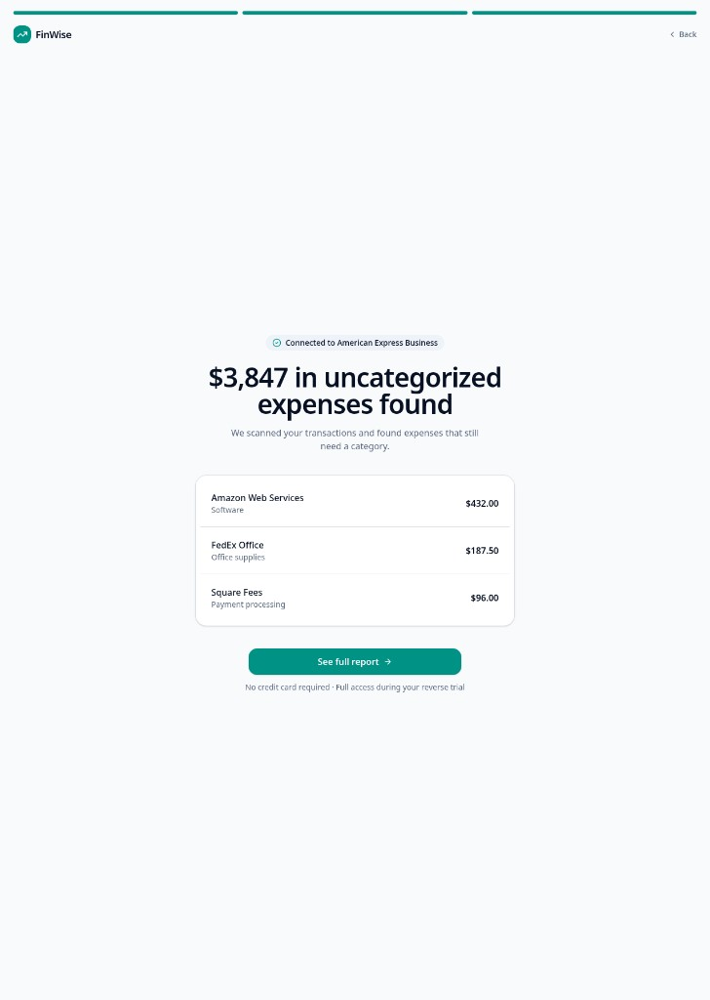 FinWise
Back
Connected to American Express Business
$3,847 in uncategorized
expenses found
We scanned your transactions and found expenses that still
need a category.
Amazon Web Services
Software
$432.00
FedEx Office
Office supplies
$187.50
Square Fees
Payment processing
$96.00
See full report →
No credit card required · Full access during your reverse trial